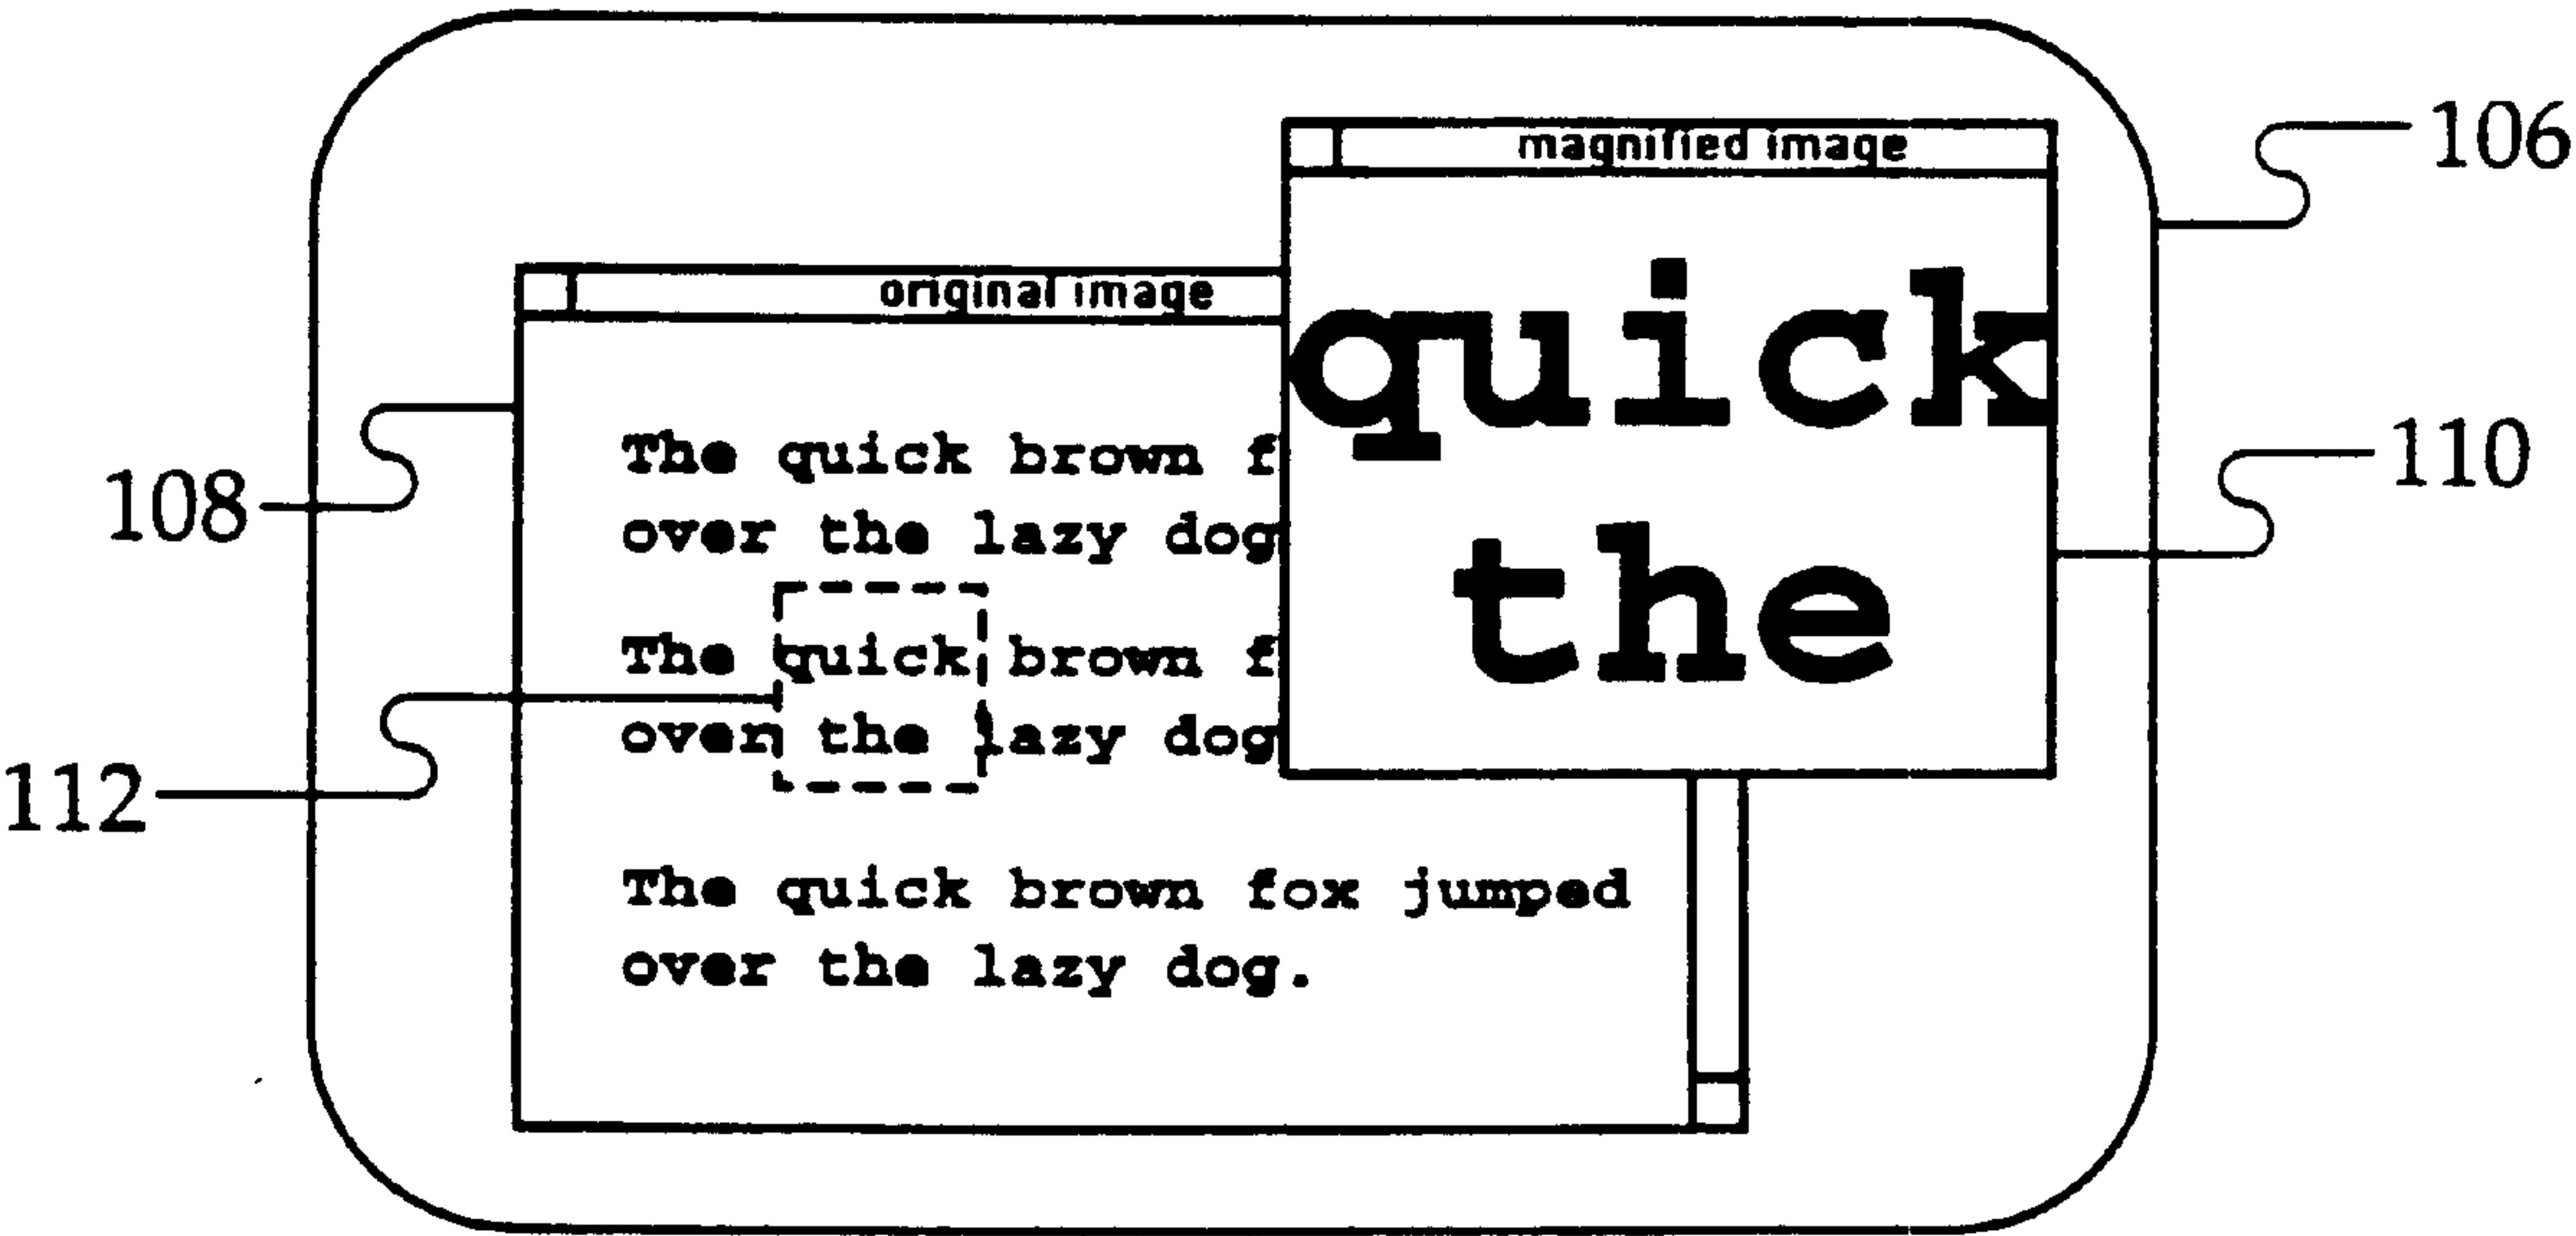 106
magnified image
quick
the
110
original image
108
The quick brown f
over the lazy dog
The quick brown f
over the lazy dog
112
The quick brown fox jumped
over the lazy dog.